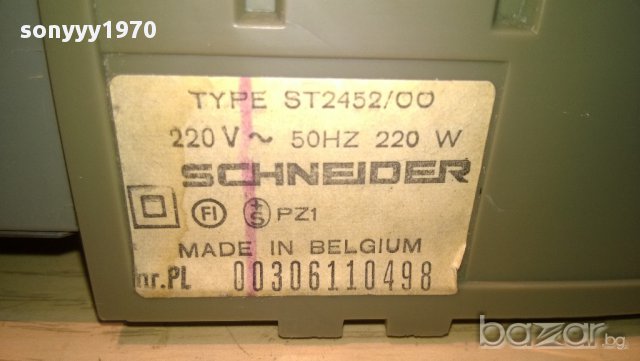 sonyyy1970
TYPE ST2452/00
220 V ~ 50HZ 220 W
SCHNEIDER
FI S PZ1
MADE IN BELGIUM
nr.PL 00306110498
bazar.bg